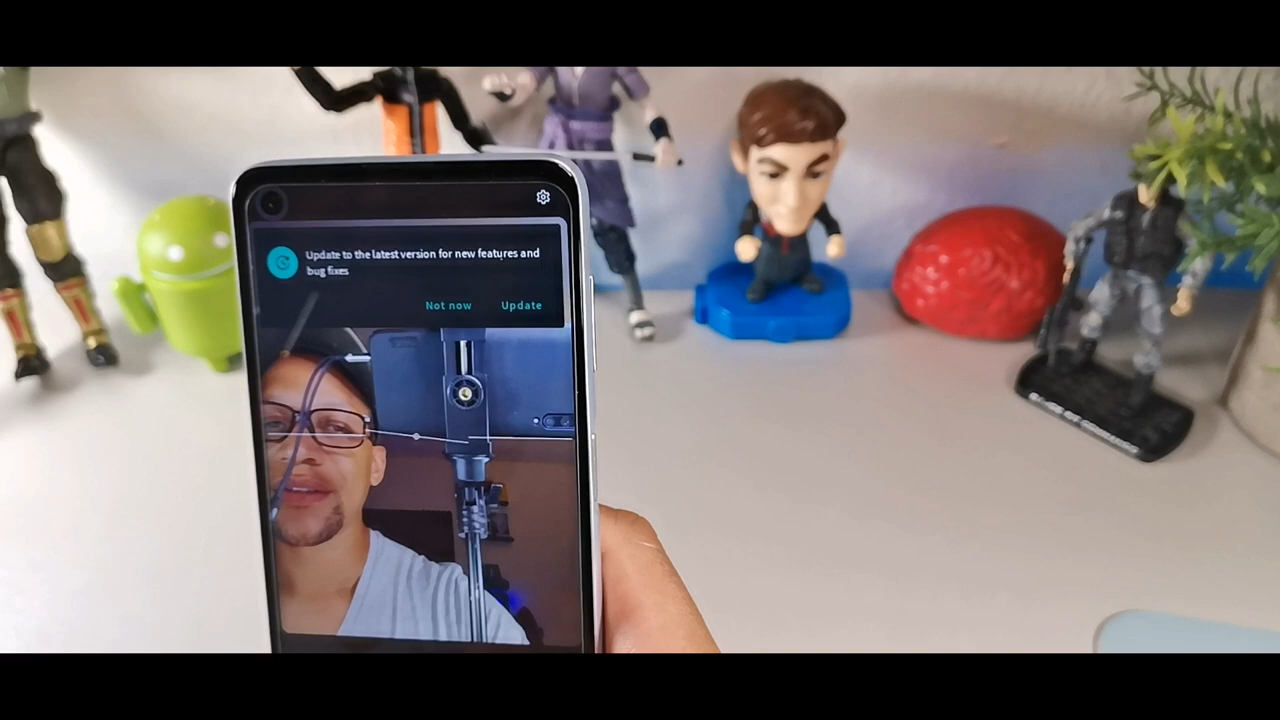 Update to the latest version for new features and
bug fixes
Not now
Update